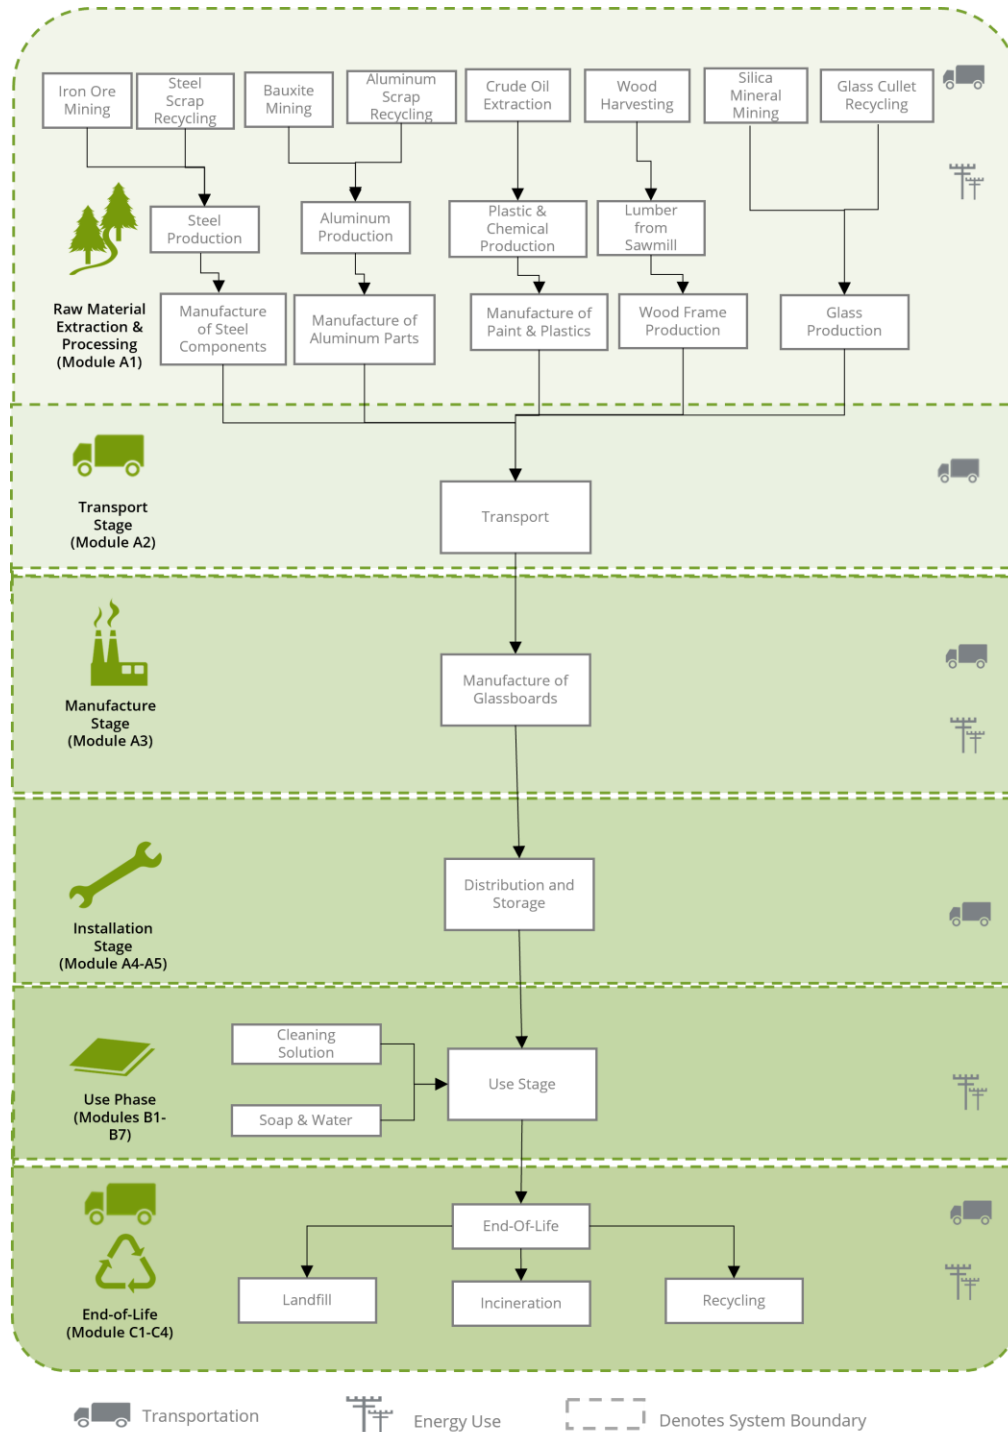 Iron Ore
Mining
Steel
Scrap
Recycling
Bauxite
Mining
Aluminum
Scrap
Recycling
Crude Oil
Extraction
Wood
Harvesting
Silica
Mineral
Mining
Glass Cullet
Recycling
Steel
Production
Aluminum
Production
Plastic &
Chemical
Production
Lumber
from
Sawmill
Raw Material
Extraction &
Processing
(Module A1)
Manufacture
of Steel
Components
Manufacture of
Aluminum Parts
Manufacture of
Paint & Plastics
Wood Frame
Production
Glass
Production
Transport
Stage
(Module A2)
Transport
Manufacture
Stage
(Module A3)
Manufacture of
Glassboards
Installation
Stage
(Module A4-A5)
Distribution and
Storage
Use Phase
(Modules B1-
B7)
Cleaning
Solution
Soap & Water
Use Stage
End-of-Life
(Module C1-C4)
End-Of-Life
Landfill
Incineration
Recycling
Transportation
Energy Use
Denotes System Boundary